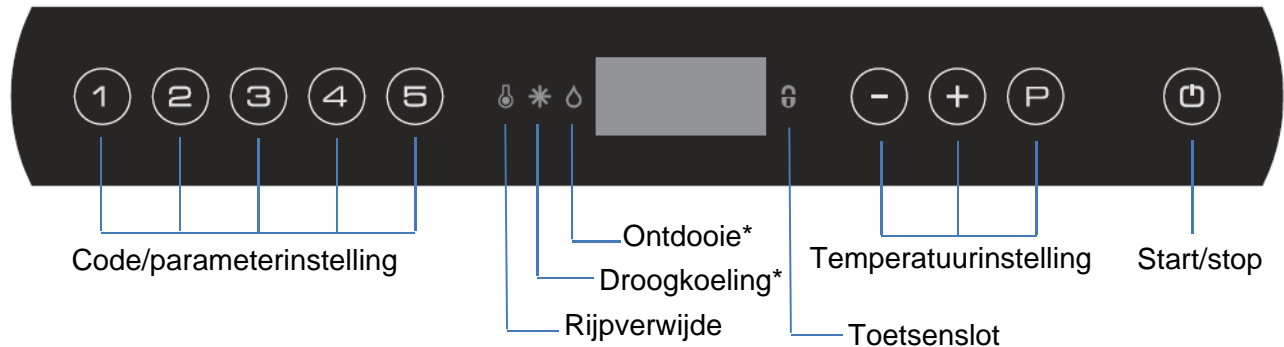 1 2 3 4 5 - + P
Ontdooie*
Code/parameterinstelling
Temperatuurinstelling
Start/stop
Droogkoeling*
Rijpverwijde
Toetsenslot